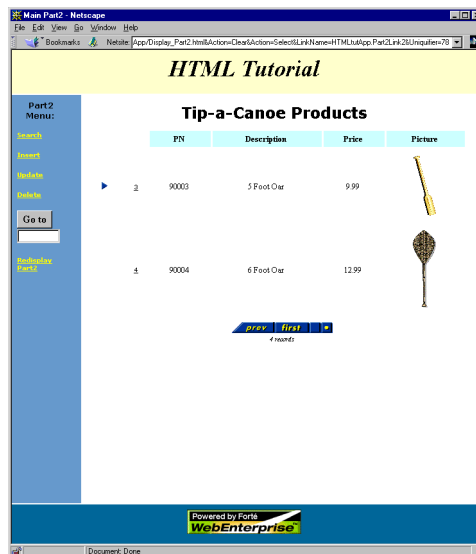 Main Part2 - Netscape
File Edit View Go Window Help
Bookmarks Netsite: App/Display_Part2.html&Action=Clear&Action=Select&LinkName=HTMLtutApp.Part2Link2&Uniquifier=78
HTML Tutorial
Part2
Menu:
Search
Insert
Update
Delete
Go to
Redisplay
Part2
Tip-a-Canoe Products
PN Description Price Picture
3 90003 5 Foot Oar 9.99
4 90004 6 Foot Oar 12.99
prev first
4 records
Powered by Forté
WebEnterprise
Document: Done